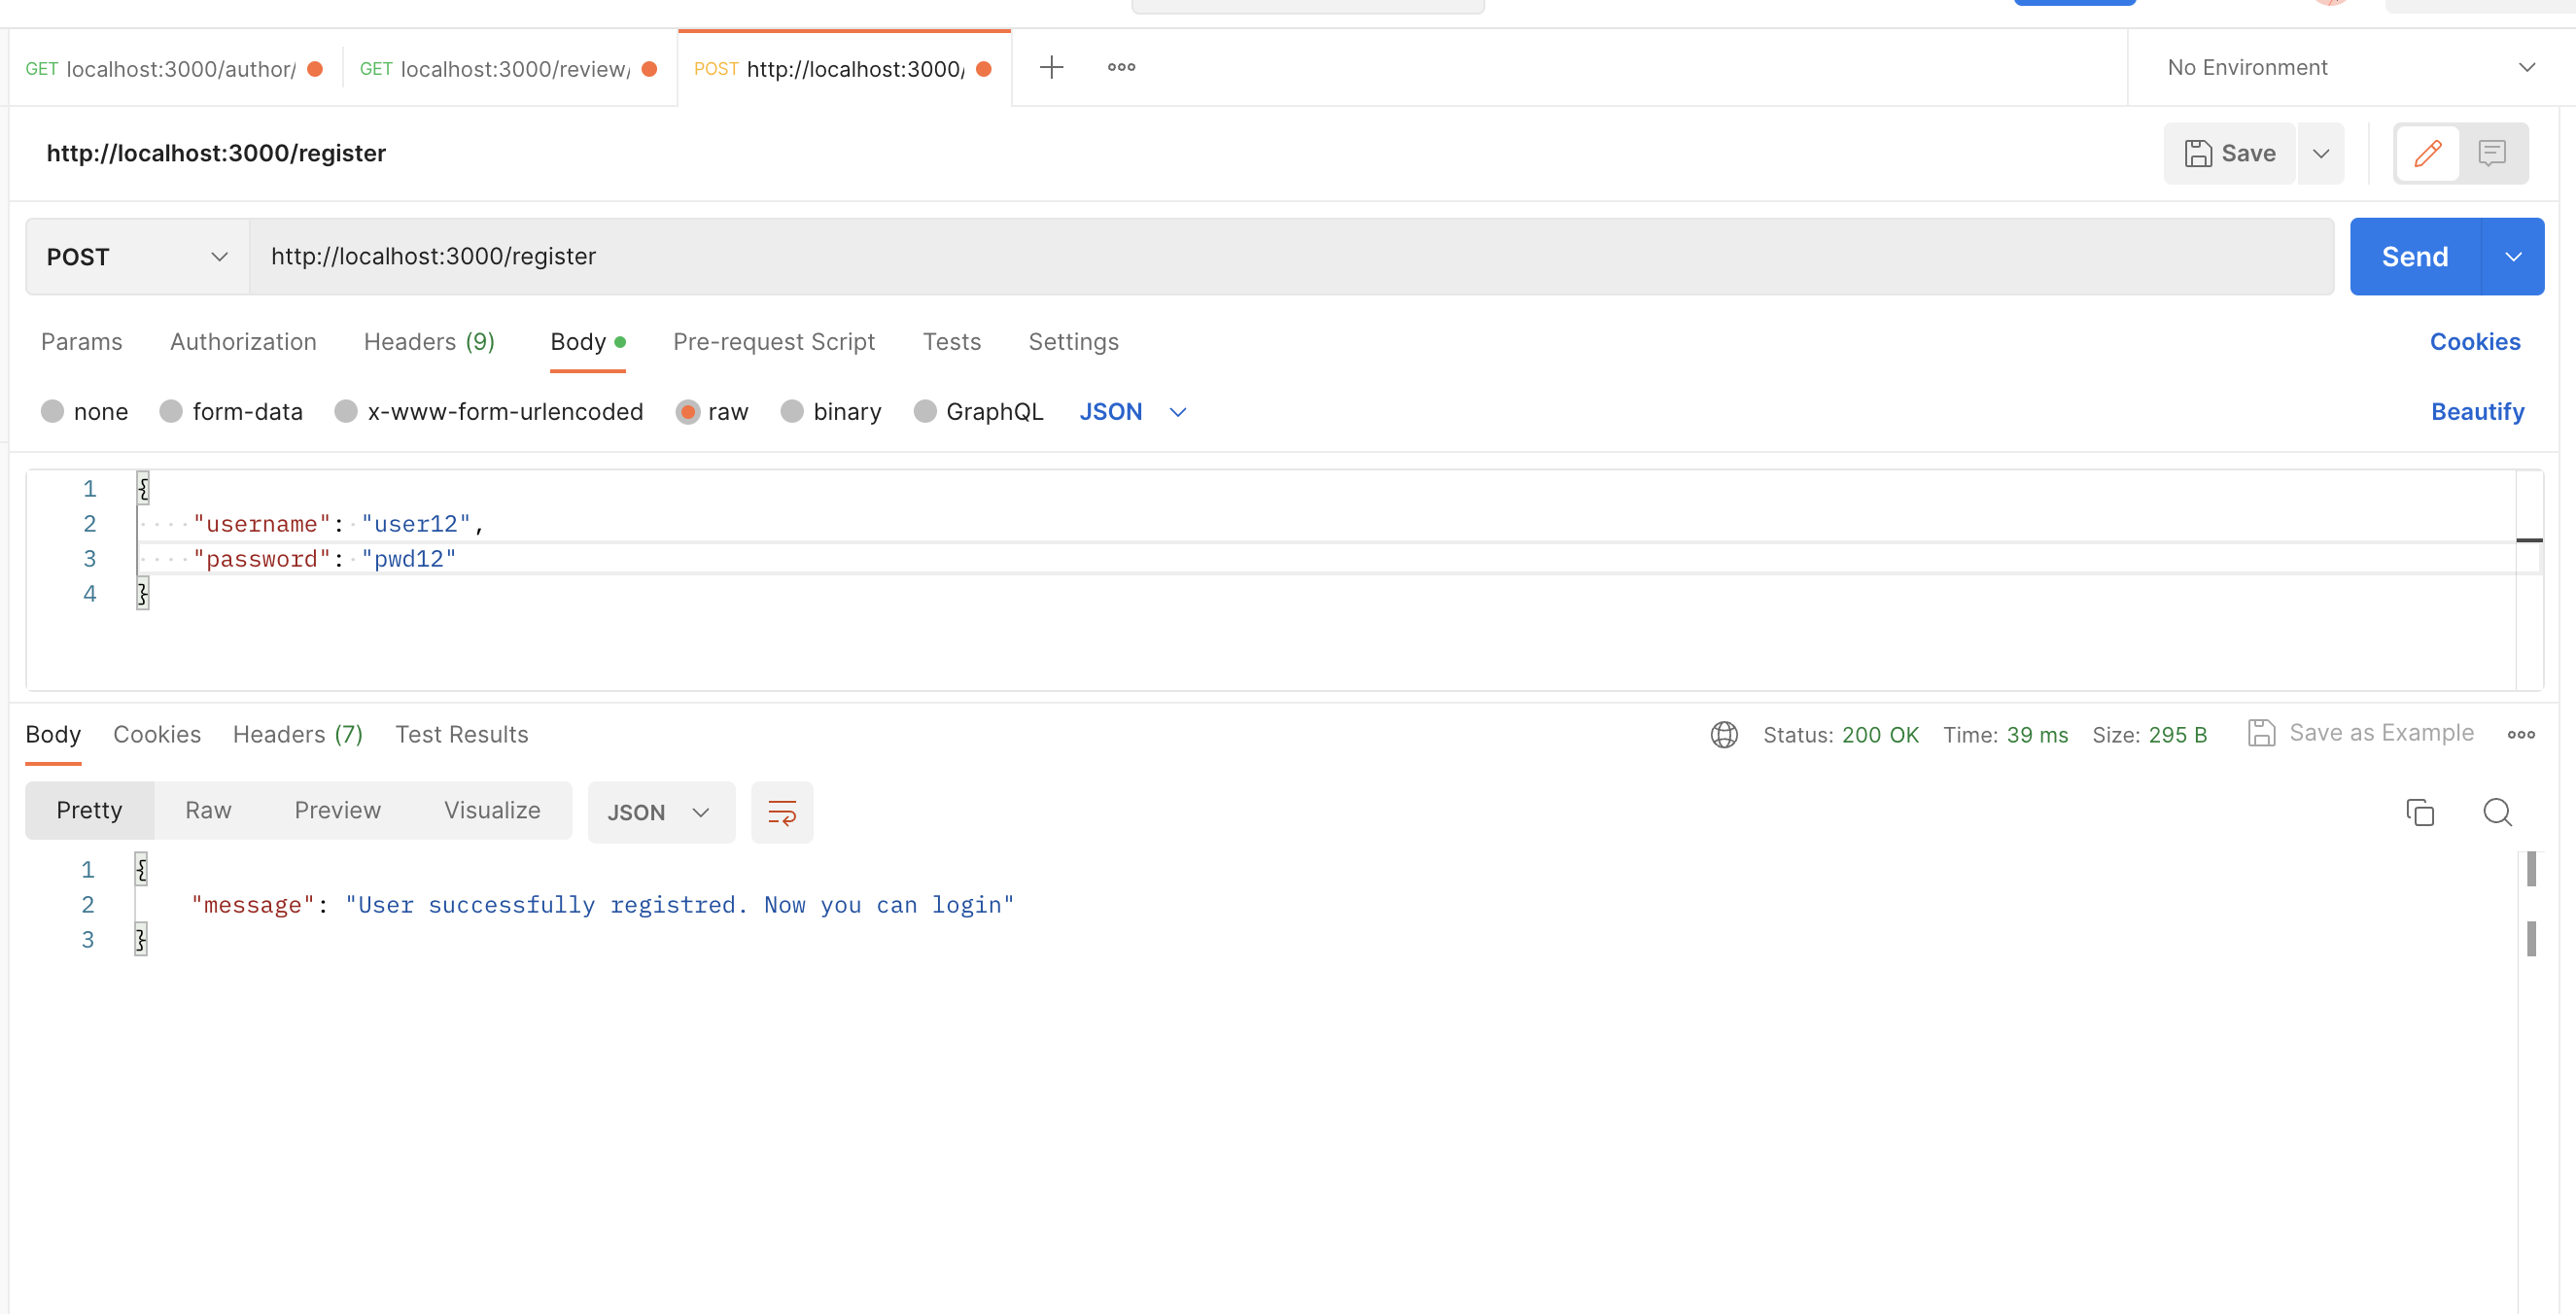 GET localhost:3000/author/ GET localhost:3000/review/ POST http://localhost:3000/ No Environment
http://localhost:3000/register Save
POST http://localhost:3000/register Send
Params Authorization Headers (9) Body Pre-request Script Tests Settings Cookies
none form-data x-www-form-urlencoded raw binary GraphQL JSON Beautify
1 {
2 "username": "user12",
3 "password": "pwd12"
4 }
Body Cookies Headers (7) Test Results Status: 200 OK Time: 39 ms Size: 295 B Save as Example
Pretty Raw Preview Visualize JSON
1 {
2 "message": "User successfully registred. Now you can login"
3 }